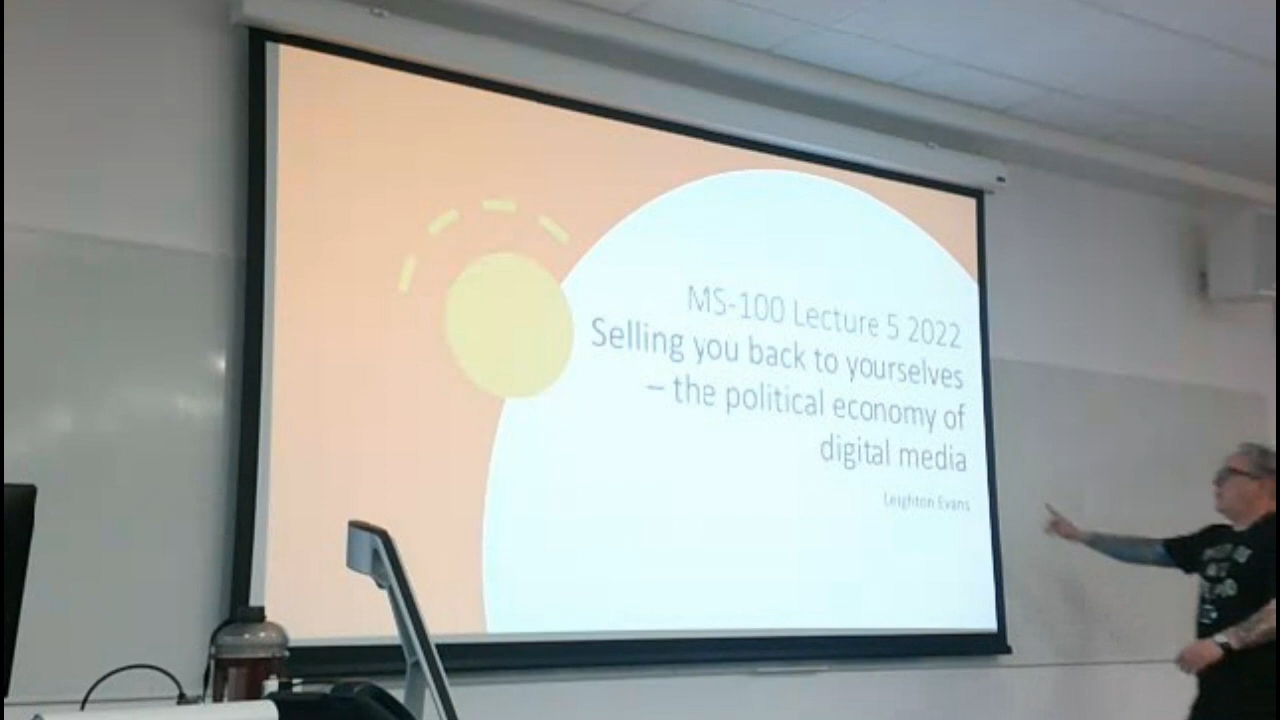 MS-100 Lecture 5 2022
Selling you back to yourselves
– the political economy of
digital media
Leighton Evans